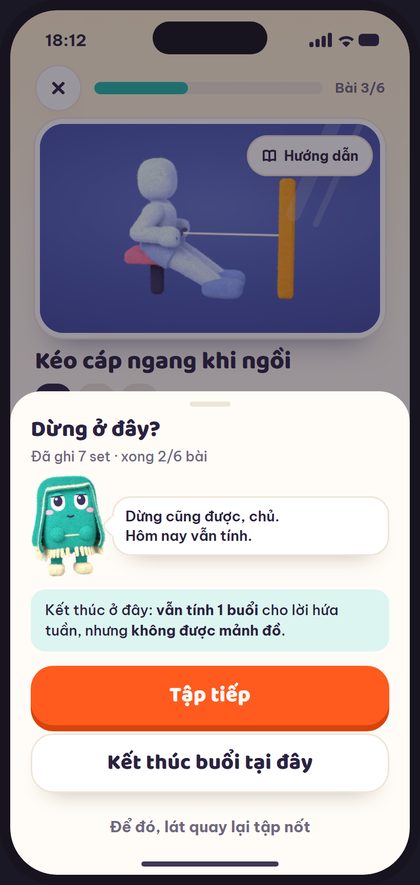 18:12
Bài 3/6
Hướng dẫn
Kéo cáp ngang khi ngồi
Dừng ở đây?
Đã ghi 7 set · xong 2/6 bài
Dừng cũng được, chủ.
Hôm nay vẫn tính.
Kết thúc ở đây: vẫn tính 1 buổi cho lời hứa
tuần, nhưng không được mảnh đồ.
Tập tiếp
Kết thúc buổi tại đây
Để đó, lát quay lại tập nốt